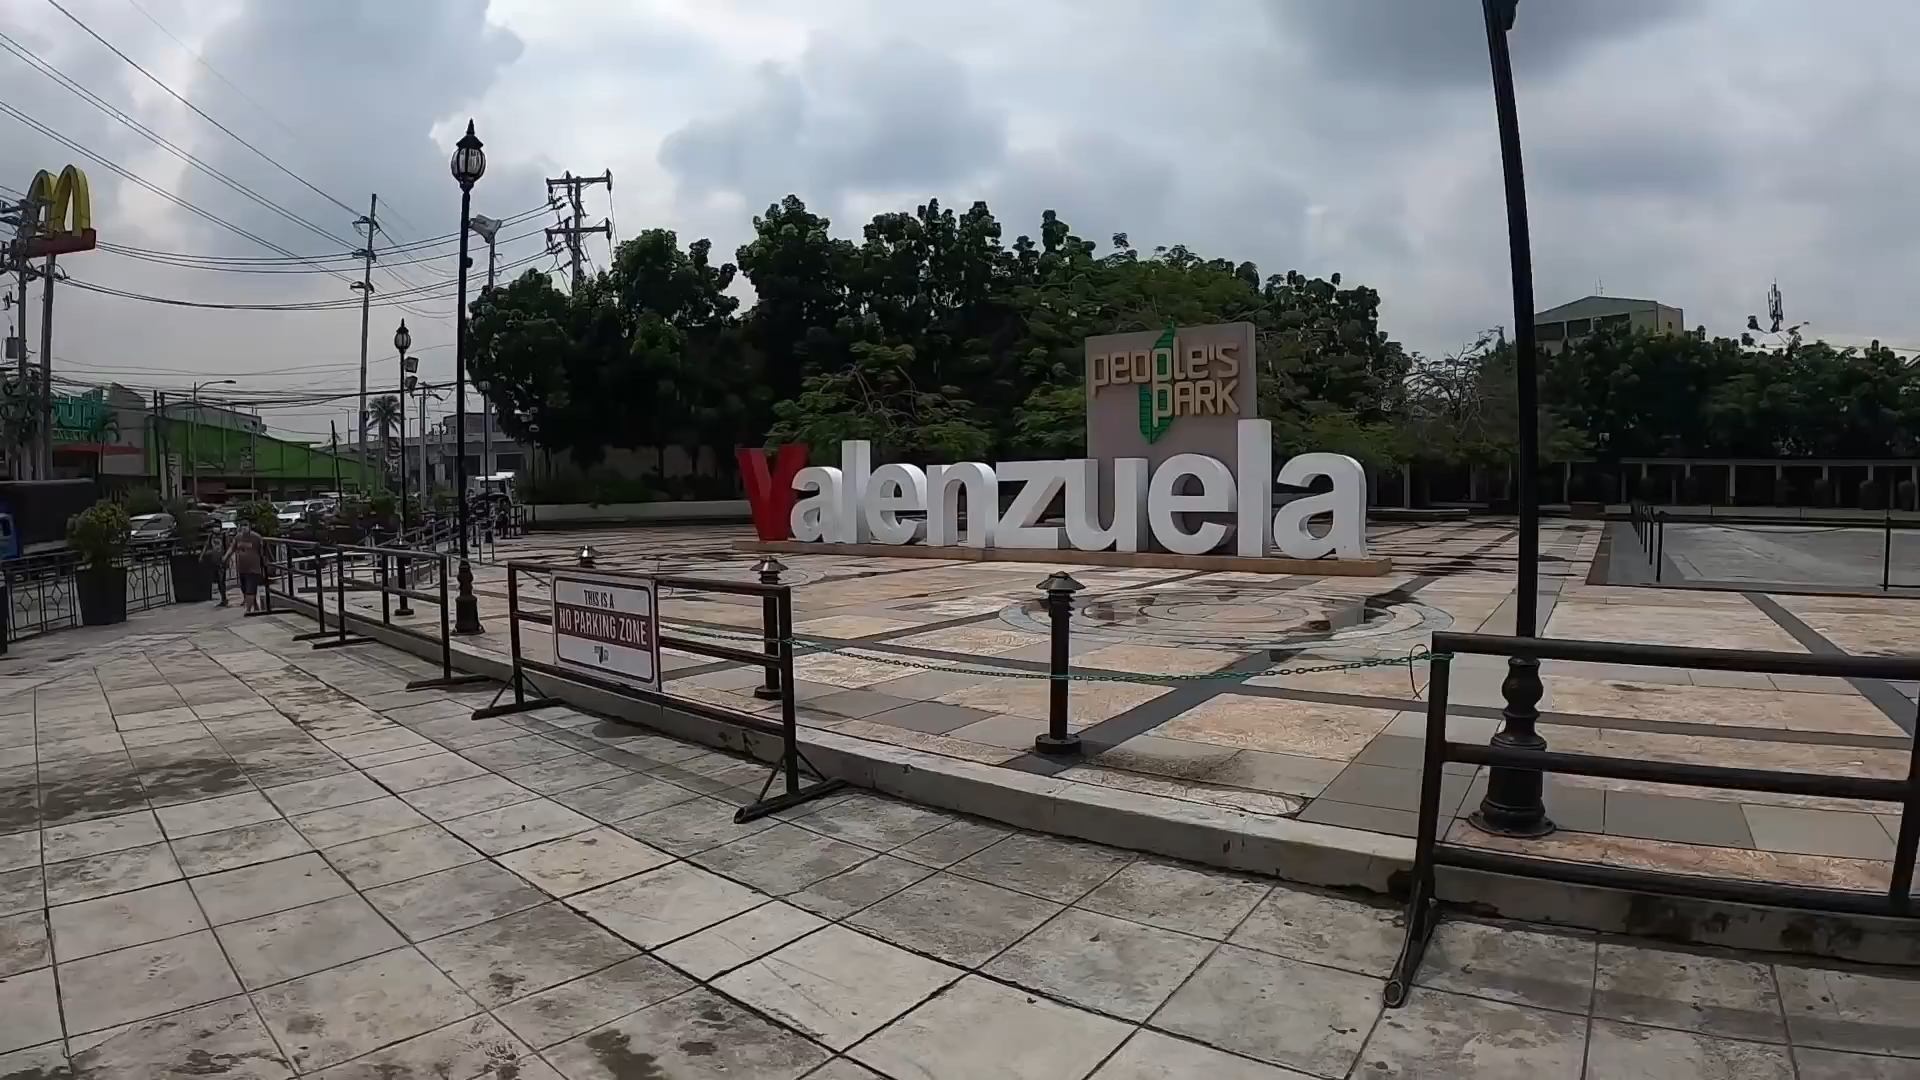 people's
PARK
Valenzuela
THIS IS A
NO PARKING ZONE